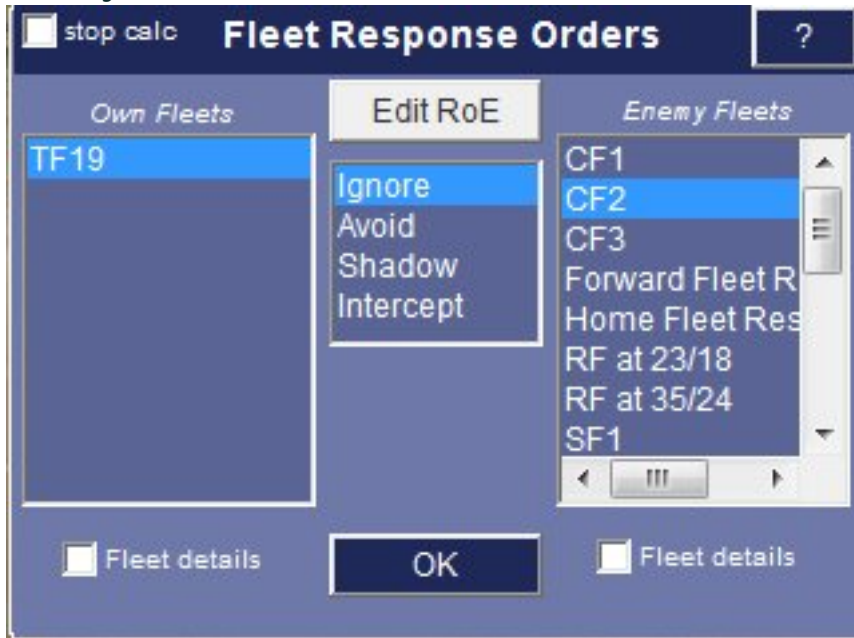 stop calc Fleet Response Orders ?
Own Fleets
Edit RoE
Enemy Fleets
TF19
Ignore
Avoid
Shadow
Intercept
CF1
CF2
CF3
Forward Fleet R
Home Fleet Res
RF at 23/18
RF at 35/24
SF1
Fleet details
OK
Fleet details